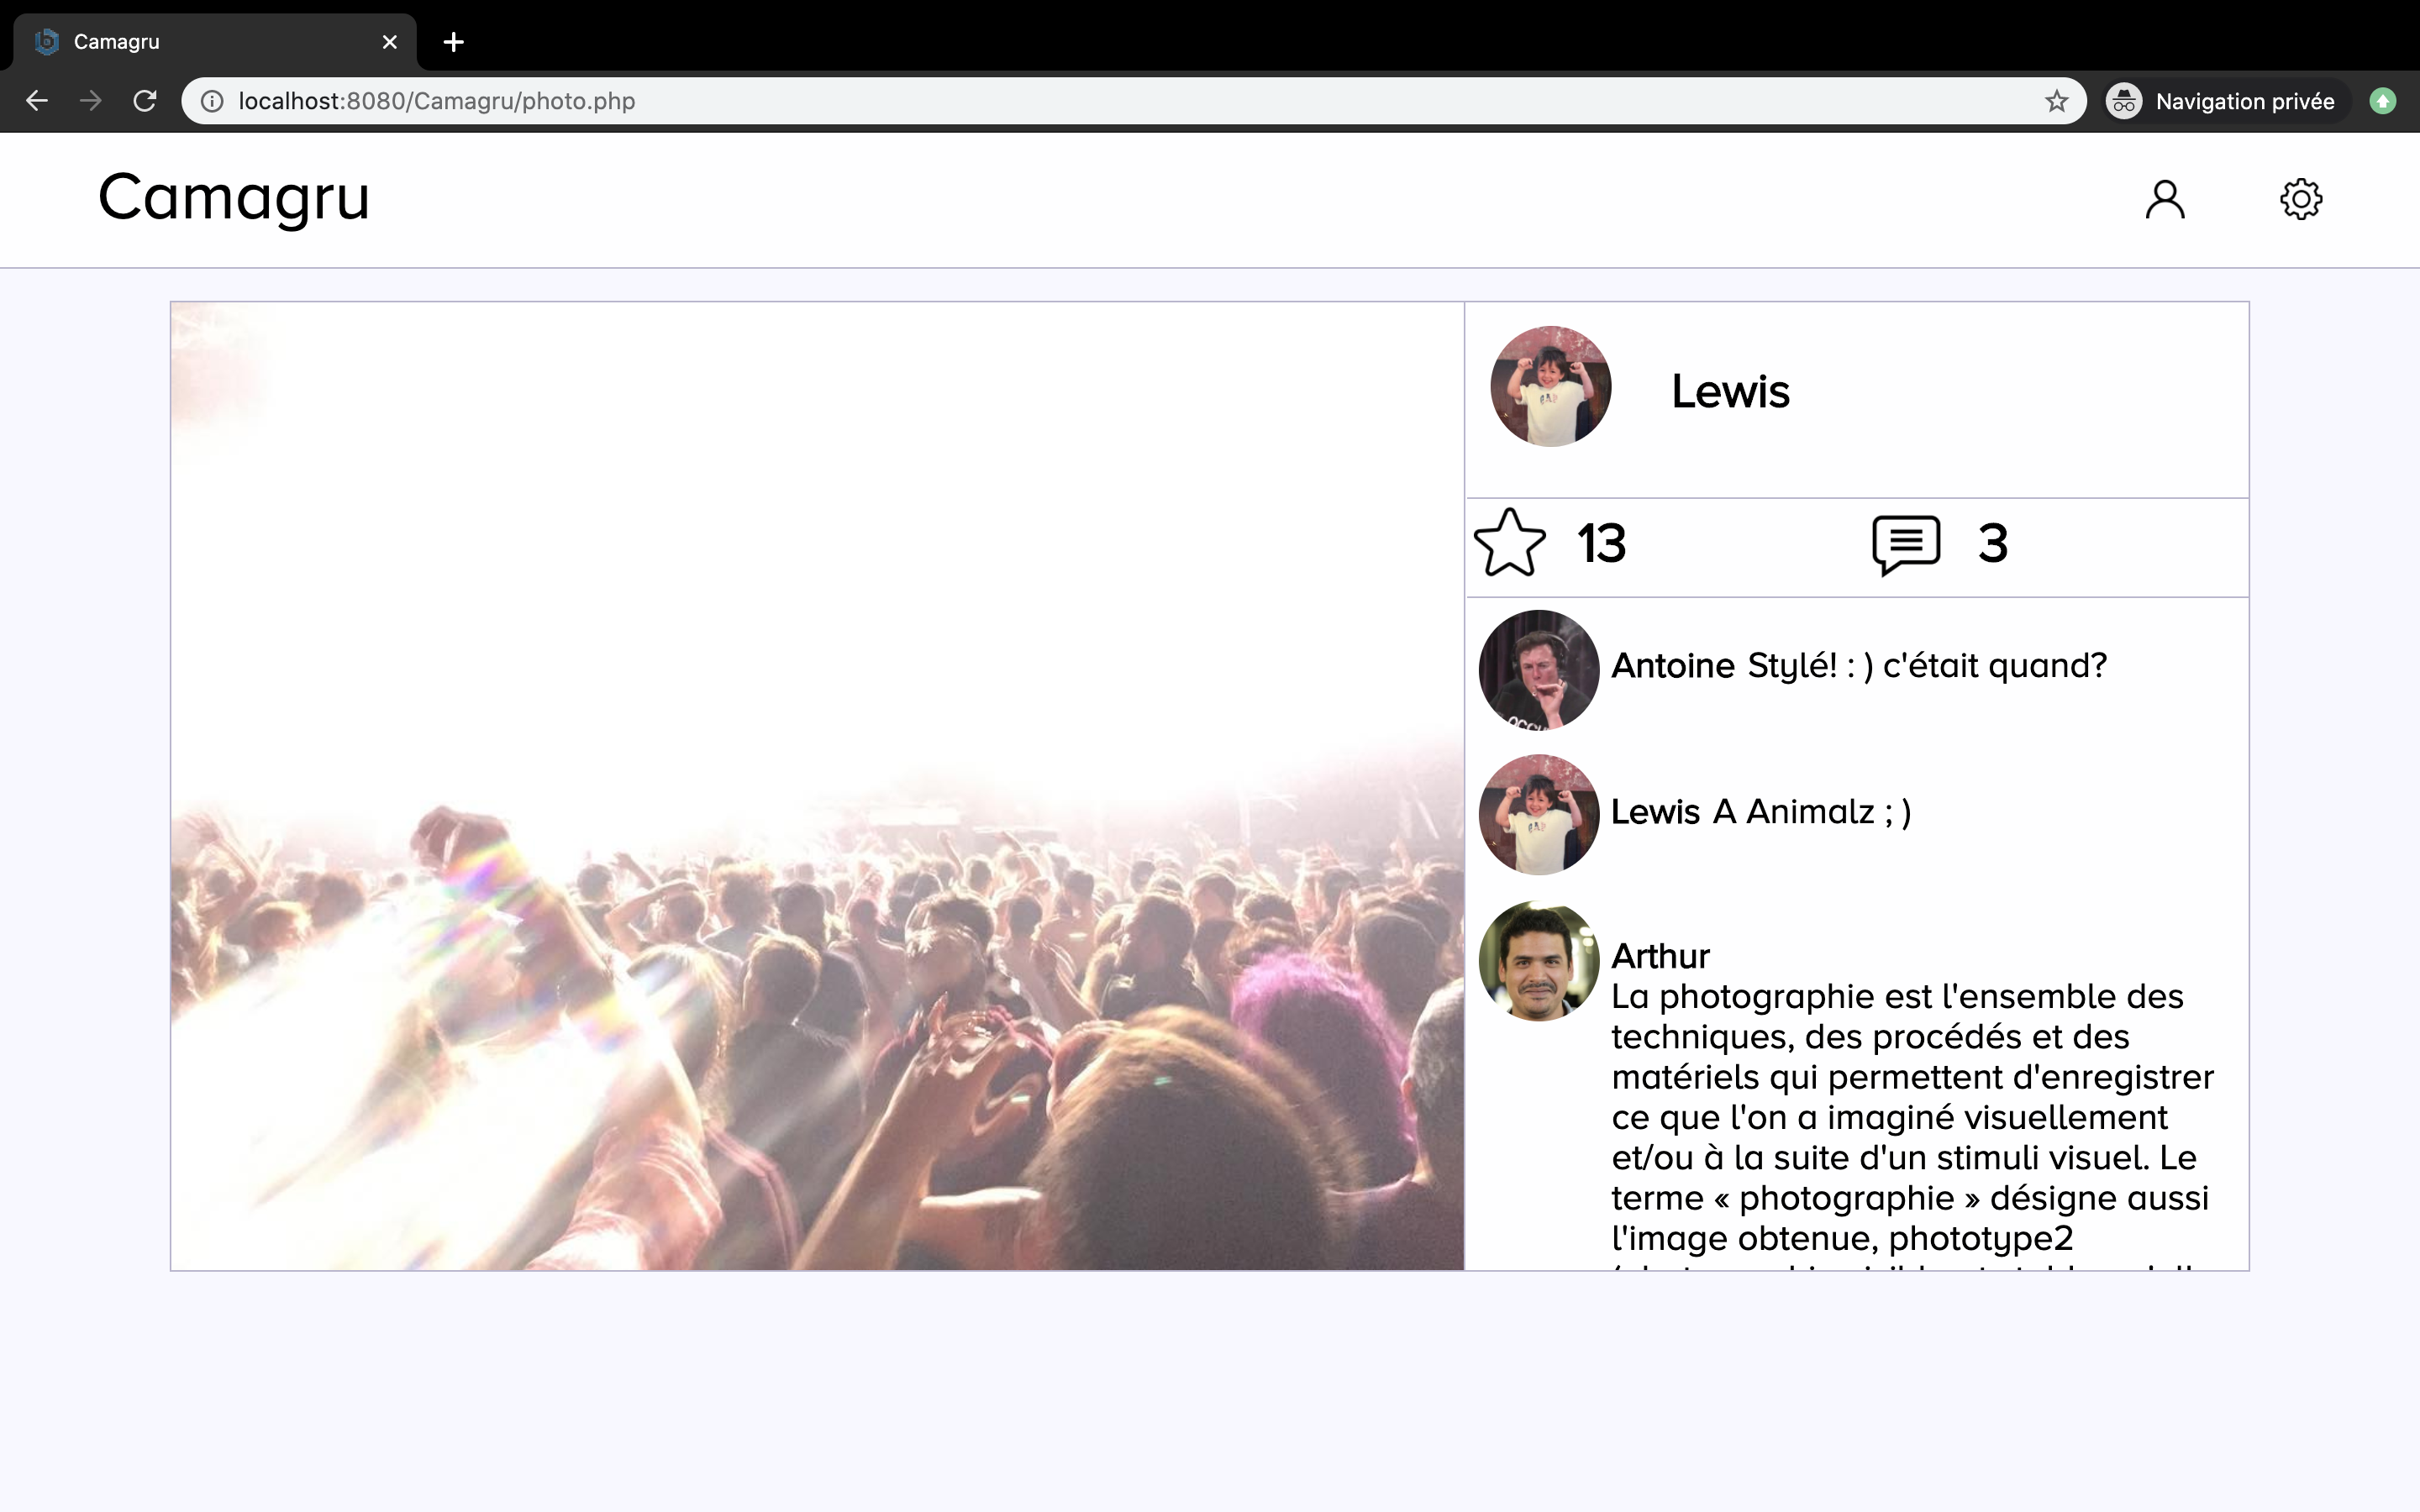 Camagru
localhost:8080/Camagru/photo.php
Navigation privée
Camagru
Lewis
13
3
Antoine Stylé! : ) c'était quand?
Lewis A Animalz ; )
Arthur
La photographie est l'ensemble des
techniques, des procédés et des
matériels qui permettent d'enregistrer
ce que l'on a imaginé visuellement
et/ou à la suite d'un stimuli visuel. Le
terme « photographie » désigne aussi
l'image obtenue, phototype2